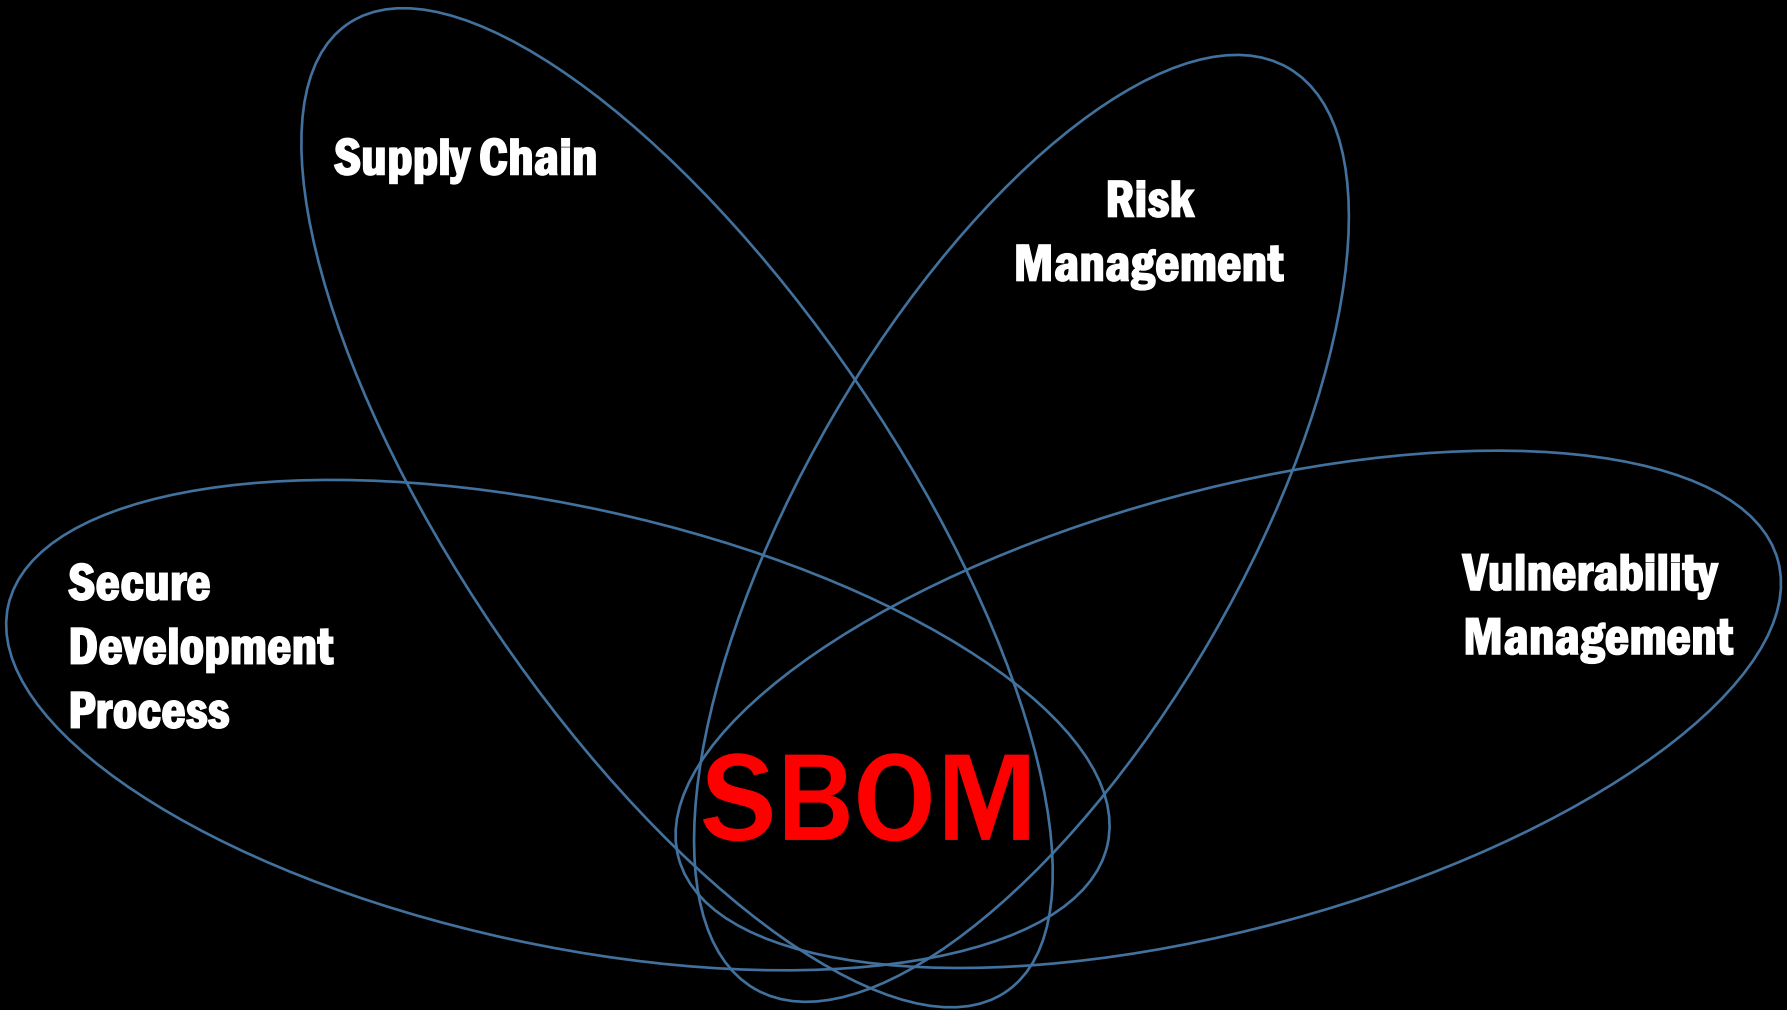 Supply Chain
Risk
Management
Secure
Development
Process
Vulnerability
Management
SBOM